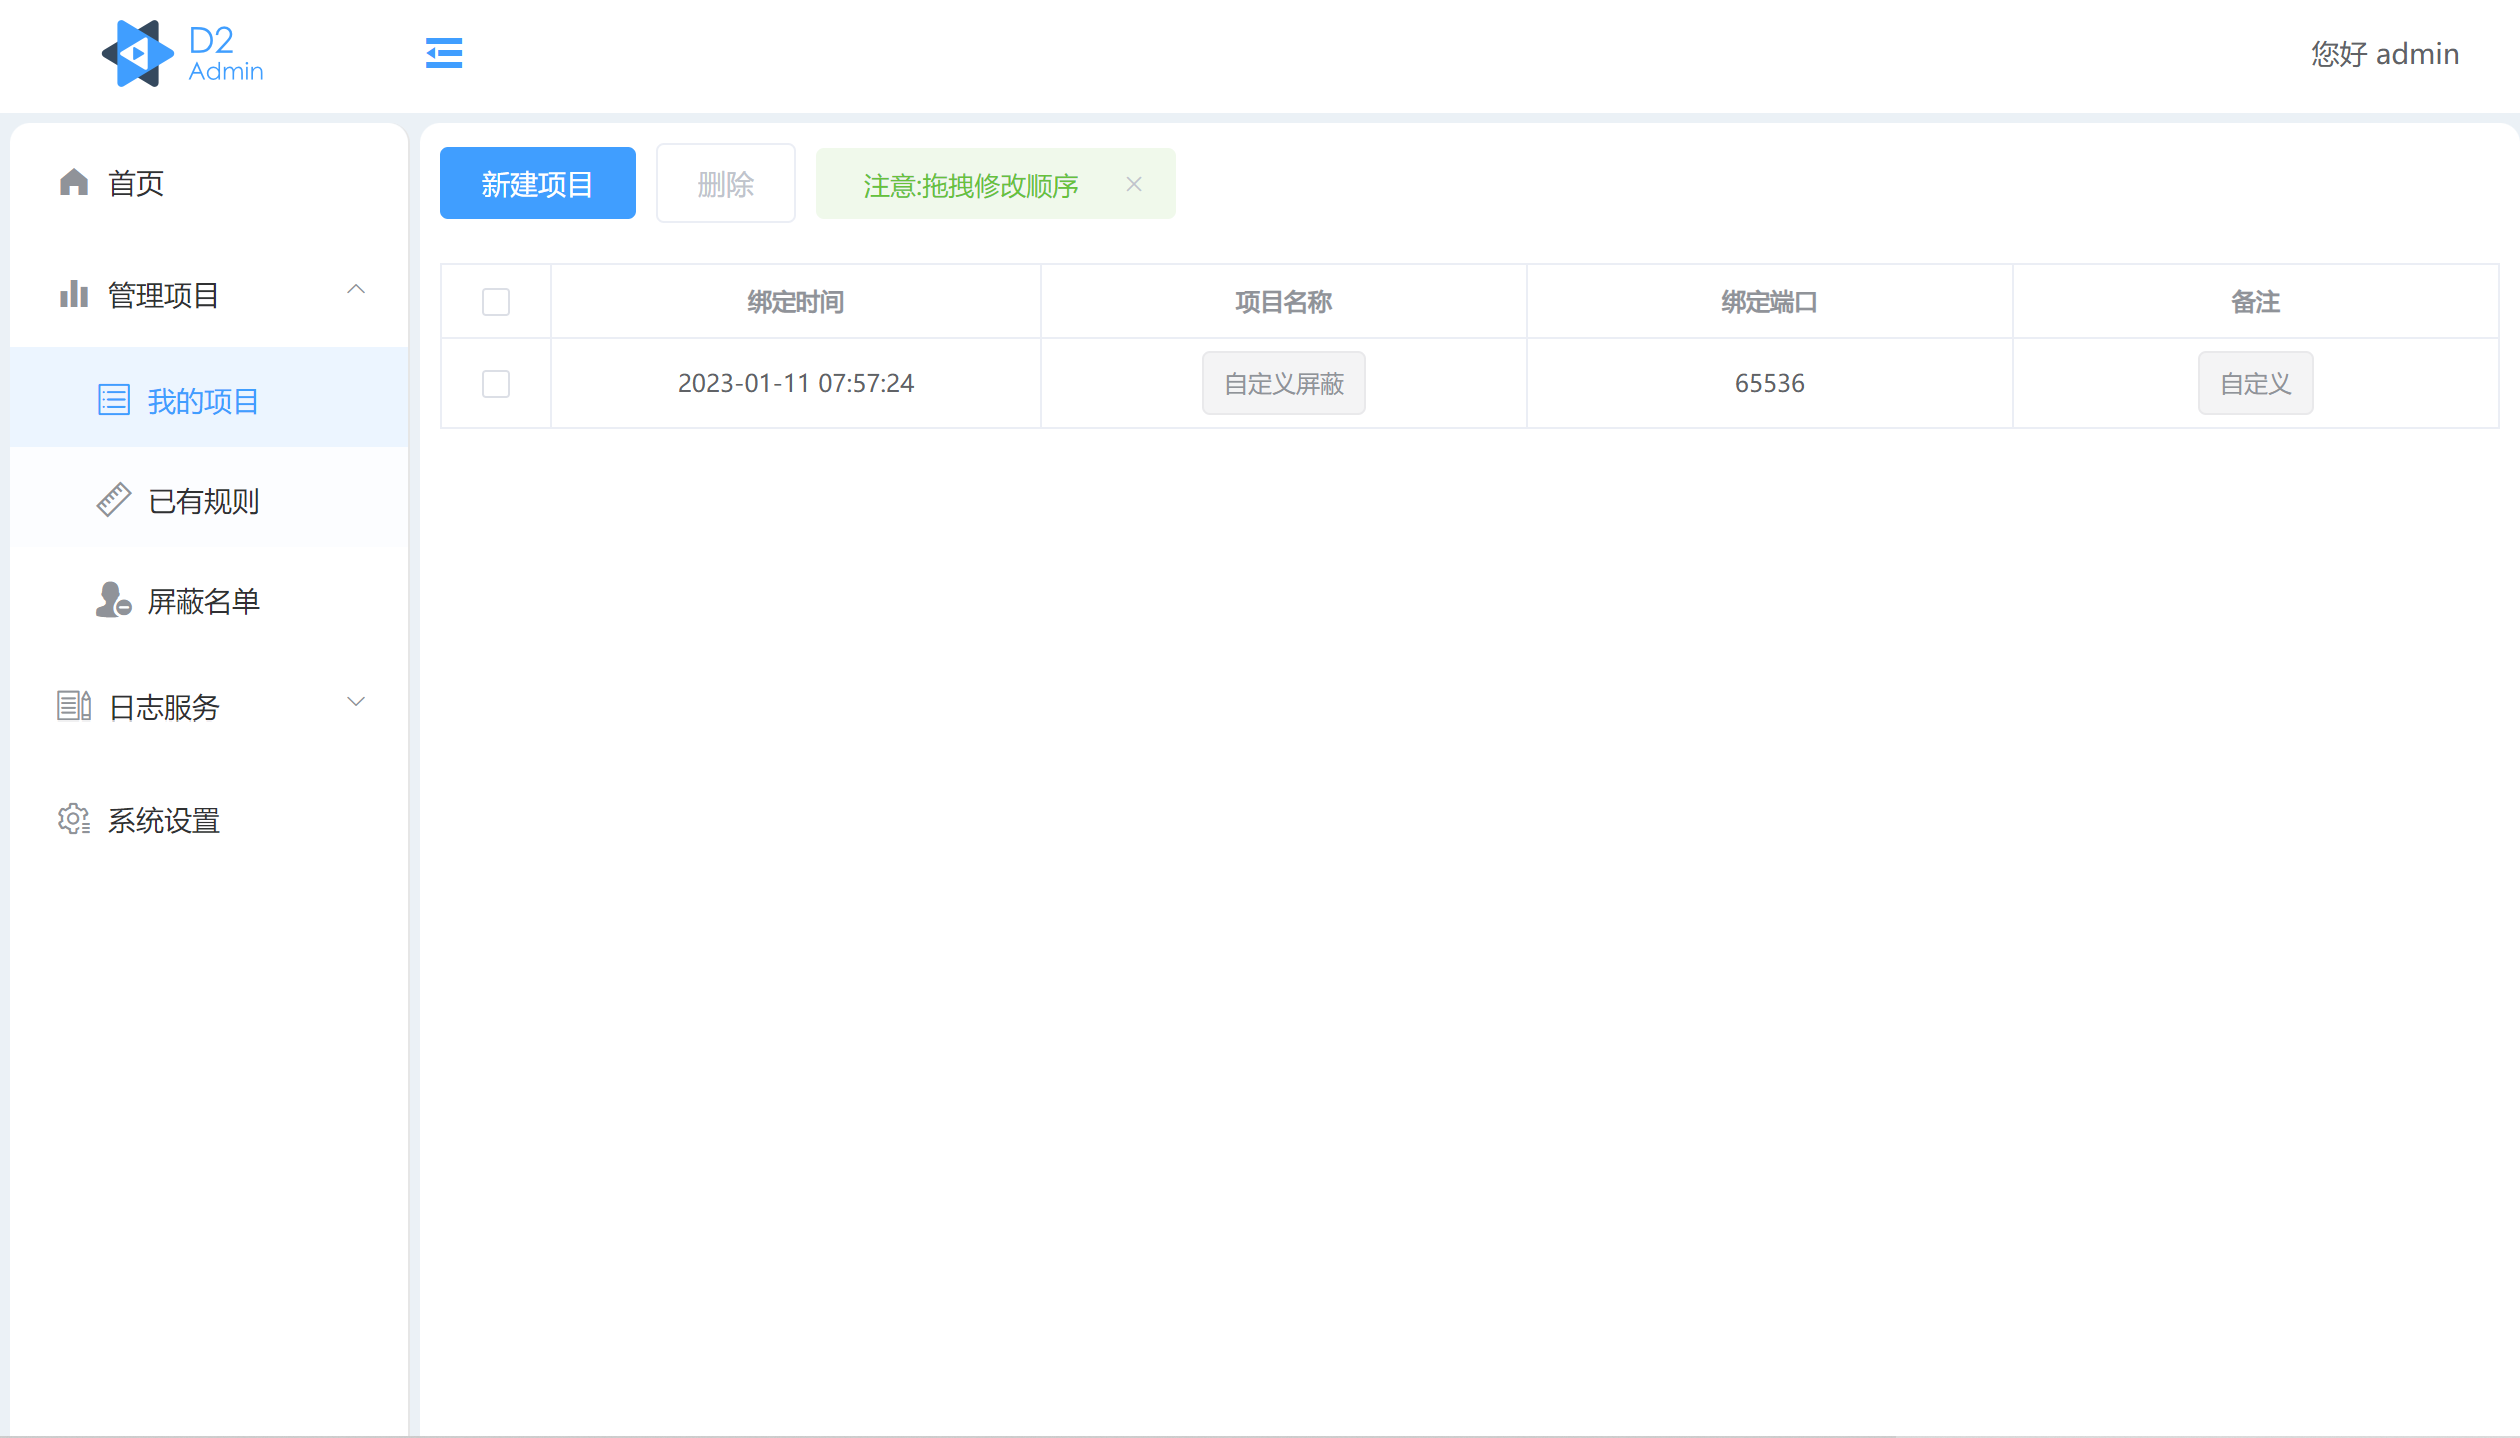 D2
Admin
您好 admin
首页
管理项目
我的项目
已有规则
屏蔽名单
日志服务
系统设置
新建项目
删除
注意:拖拽修改顺序
绑定时间 项目名称 绑定端口 备注
2023-01-11 07:57:24 自定义屏蔽 65536 自定义